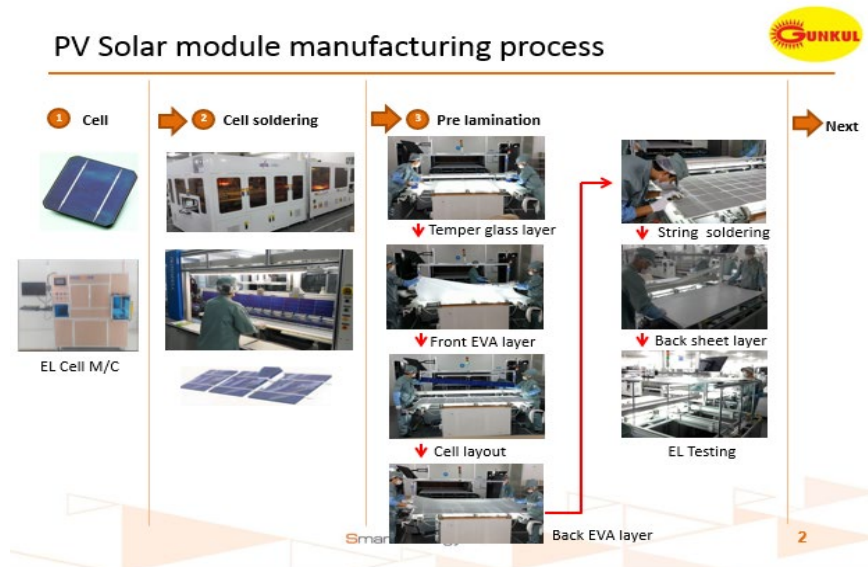 PV Solar module manufacturing process
GUNKUL
1 Cell
2 Cell soldering
3 Pre lamination
Next
EL Cell M/C
Temper glass layer
Front EVA layer
Cell layout
Back EVA layer
String soldering
Back sheet layer
EL Testing
2